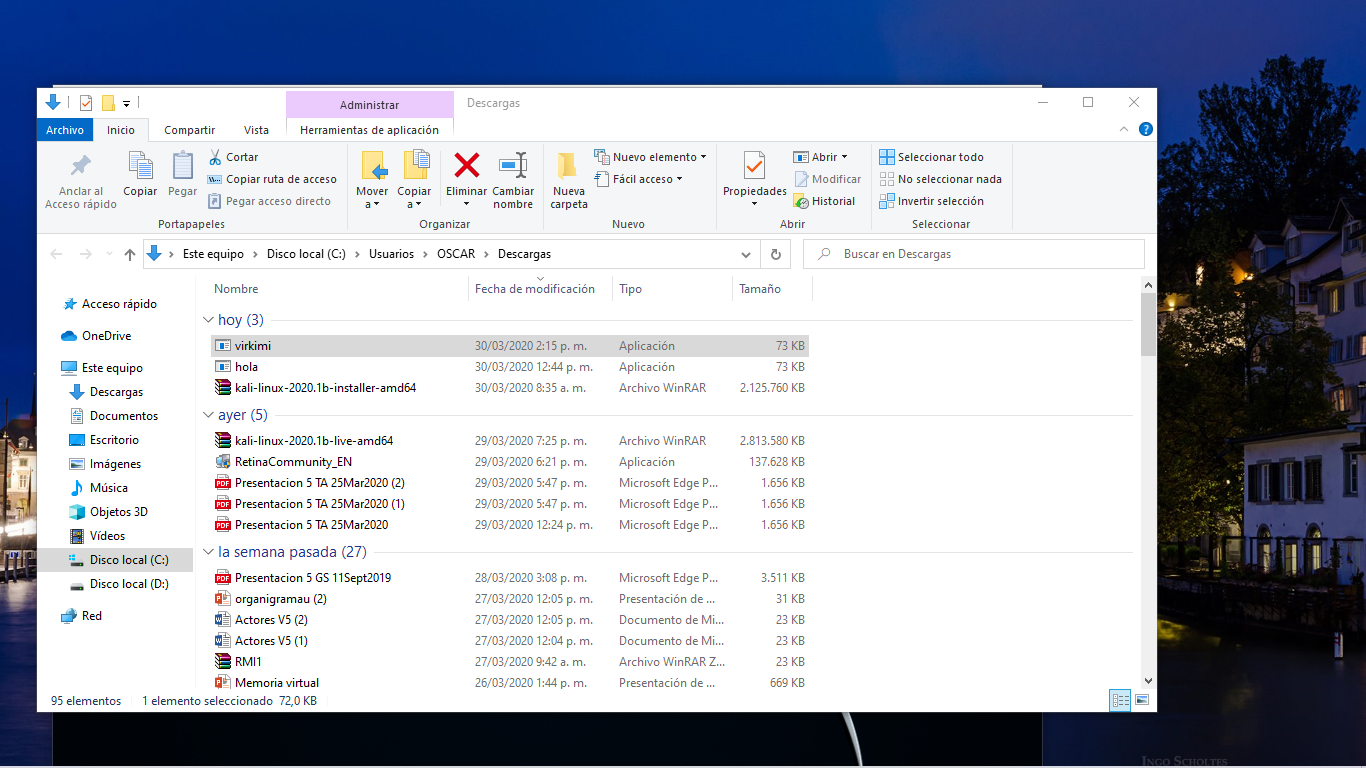 Administrar
Descargas
Archivo Inicio Compartir Vista Herramientas de aplicación
Anclar al Acceso rápido
Copiar
Pegar
Cortar
Copiar ruta de acceso
Pegar acceso directo
Portapapeles
Mover a
Copiar a
Eliminar
Cambiar nombre
Organizar
Nueva carpeta
Nuevo elemento
Fácil acceso
Nuevo
Propiedades
Abrir
Modificar
Historial
Abrir
Seleccionar todo
No seleccionar nada
Invertir selección
Seleccionar
Este equipo > Disco local (C:) > Usuarios > OSCAR > Descargas
Buscar en Descargas
Acceso rápido
OneDrive
Este equipo
Descargas
Documentos
Escritorio
Imágenes
Música
Objetos 3D
Vídeos
Disco local (C:)
Disco local (D:)
Red
Nombre Fecha de modificación Tipo Tamaño
hoy (3)
virkimi 30/03/2020 2:15 p. m. Aplicación 73 KB
hola 30/03/2020 12:44 p. m. Aplicación 73 KB
kali-linux-2020.1b-installer-amd64 30/03/2020 8:35 a. m. Archivo WinRAR 2.125.760 KB
ayer (5)
kali-linux-2020.1b-live-amd64 29/03/2020 7:25 p. m. Archivo WinRAR 2.813.580 KB
RetinaCommunity_EN 29/03/2020 6:21 p. m. Aplicación 137.628 KB
Presentacion 5 TA 25Mar2020 (2) 29/03/2020 5:47 p. m. Microsoft Edge P... 1.656 KB
Presentacion 5 TA 25Mar2020 (1) 29/03/2020 5:47 p. m. Microsoft Edge P... 1.656 KB
Presentacion 5 TA 25Mar2020 29/03/2020 12:24 p. m. Microsoft Edge P... 1.656 KB
la semana pasada (27)
Presentacion 5 GS 11Sept2019 28/03/2020 3:08 p. m. Microsoft Edge P... 3.511 KB
organigramau (2) 27/03/2020 12:05 p. m. Presentación de ... 31 KB
Actores V5 (2) 27/03/2020 12:05 p. m. Documento de Mi... 23 KB
Actores V5 (1) 27/03/2020 12:04 p. m. Documento de Mi... 23 KB
RMI1 27/03/2020 9:42 a. m. Archivo WinRAR Z... 23 KB
Memoria virtual 26/03/2020 1:44 p. m. Presentación de ... 669 KB
95 elementos 1 elemento seleccionado 72,0 KB
Ingo Scholtes